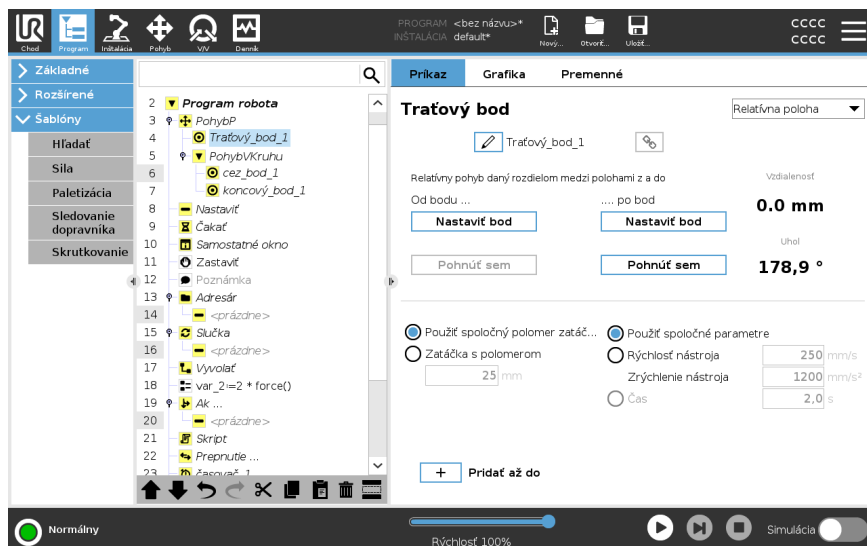 PROGRAM <bez názvu>*
INŠTALÁCIA default*
Chod
Program
Inštalácia
Pohyb
V/V
Denník
Nový...
Otvoriť...
Uložiť...
CCCC
CCCC
Základné
Rozšírené
Šablóny
Hľadať
Sila
Paletizácia
Sledovanie
dopravníka
Skrutkovanie
2 Program robota
3 PohybP
4 Traťový_bod_1
5 PohybVKruhu
6 cez_bod_1
7 koncový_bod_1
8 Nastaviť
9 Čakať
10 Samostatné okno
11 Zastaviť
12 Poznámka
13 Adresár
14 <prázdne>
15 Slučka
16 <prázdne>
17 Vyvolať
18 var_2≔2 * force()
19 Ak ...
20 <prázdne>
21 Skript
22 Prepnutie ...
23 časovač_1
Príkaz
Grafika
Premenné
Traťový bod
Relatívna poloha
Traťový_bod_1
Relatívny pohyb daný rozdielom medzi polohami z a do
Vzdialenosť
Od bodu ...
.... po bod
0.0 mm
Nastaviť bod
Nastaviť bod
Uhol
Pohnúť sem
Pohnúť sem
178,9 °
Použiť spoločný polomer zatáč...
Použiť spoločné parametre
Zatáčka s polomerom
Rýchlosť nástroja 250 mm/s
25 mm
Zrýchlenie nástroja 1200 mm/s²
Čas 2,0 s
+ Pridať až do
Normálny
Rýchlosť 100%
Simulácia